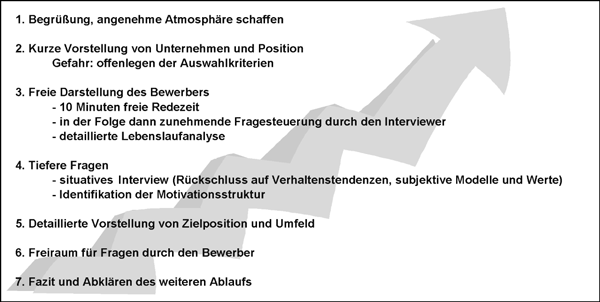 1. Begrüßung, angenehme Atmosphäre schaffen
2. Kurze Vorstellung von Unternehmen und Position
Gefahr: offenlegen der Auswahlkriterien
3. Freie Darstellung des Bewerbers
- 10 Minuten freie Redezeit
- in der Folge dann zunehmende Fragesteuerung durch den Interviewer
- detaillierte Lebenslaufanalyse
4. Tiefere Fragen
- situatives Interview (Rückschluss auf Verhaltenstendenzen, subjektive Modelle und Werte)
- Identifikation der Motivationsstruktur
5. Detaillierte Vorstellung von Zielposition und Umfeld
6. Freiraum für Fragen durch den Bewerber
7. Fazit und Abklären des weiteren Ablaufs